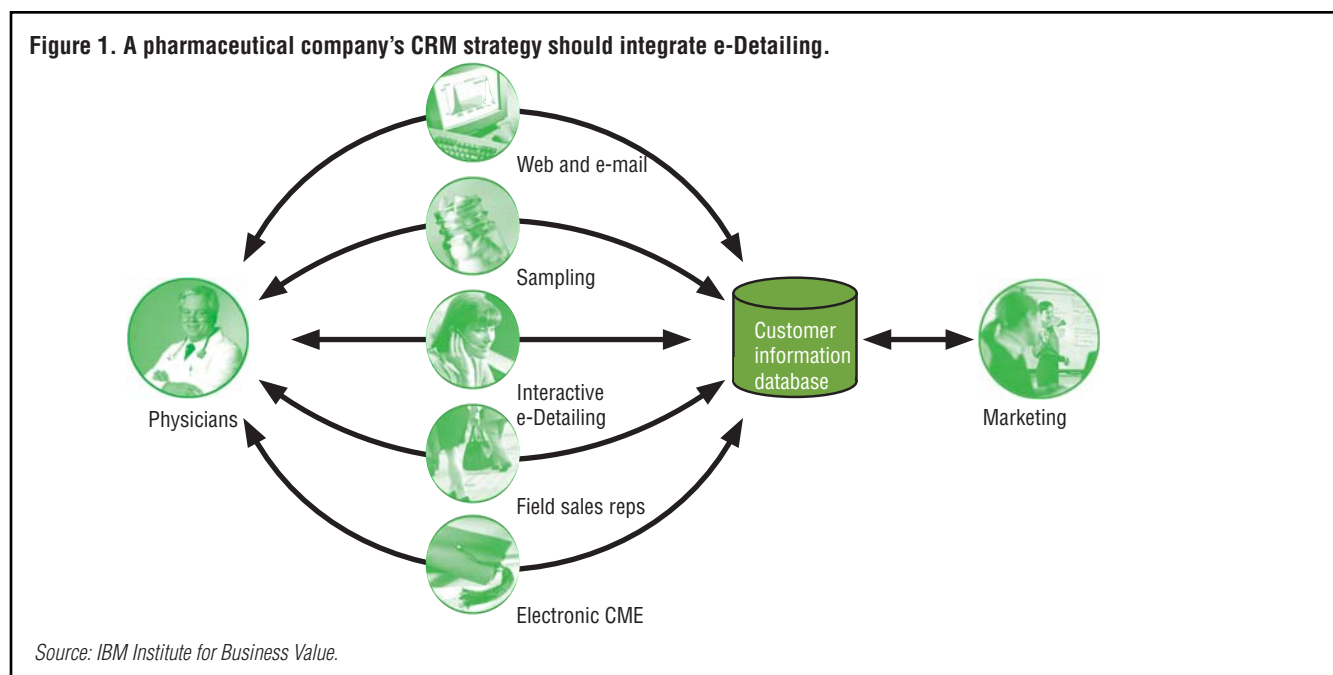 Figure 1. A pharmaceutical company's CRM strategy should integrate e-Detailing.
Web and e-mail
Sampling
Interactive
e-Detailing
Field sales reps
Electronic CME
Physicians
Customer
information
database
Marketing
Source: IBM Institute for Business Value.